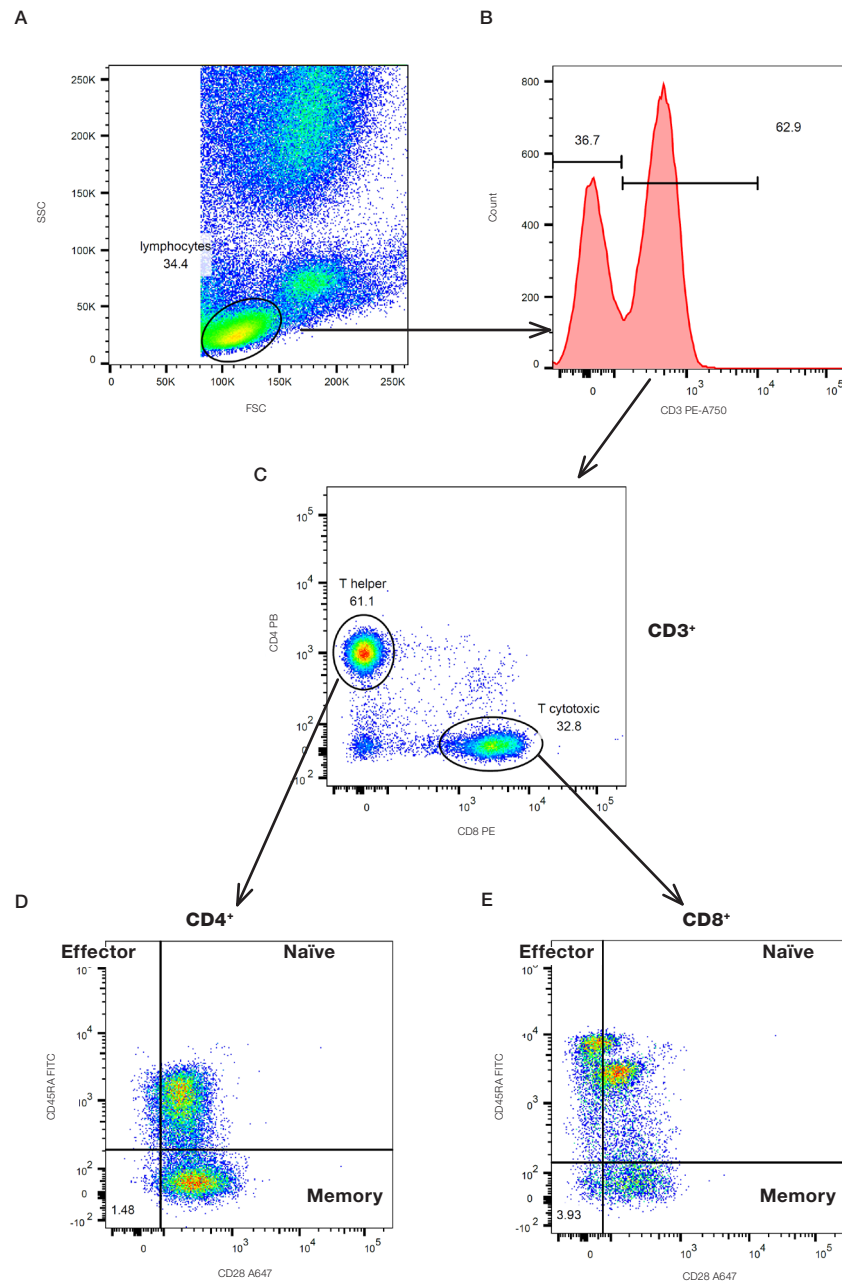 A
B
250K
200K
150K
100K
50K
0
SSC
lymphocytes
34.4
0
50K
100K
150K
200K
250K
FSC
800
600
400
200
0
Count
36.7
62.9
0
10³
10⁴
10⁵
CD3 PE-A750
C
10⁵
10⁴
10³
10²
0
10²
CD4 PB
T helper
61.1
T cytotoxic
32.8
CD3⁺
0
10³
10⁴
10⁵
CD8 PE
D
CD4⁺
Effector
Naïve
10⁴
10³
10²
0
-10²
CD45RA FITC
1.48
Memory
0
10³
10⁵
CD28 A647
E
CD8⁺
Effector
Naïve
10⁴
10³
10²
0
-10²
CD45RA FITC
3.93
Memory
0
10³
10⁵
CD28 A647